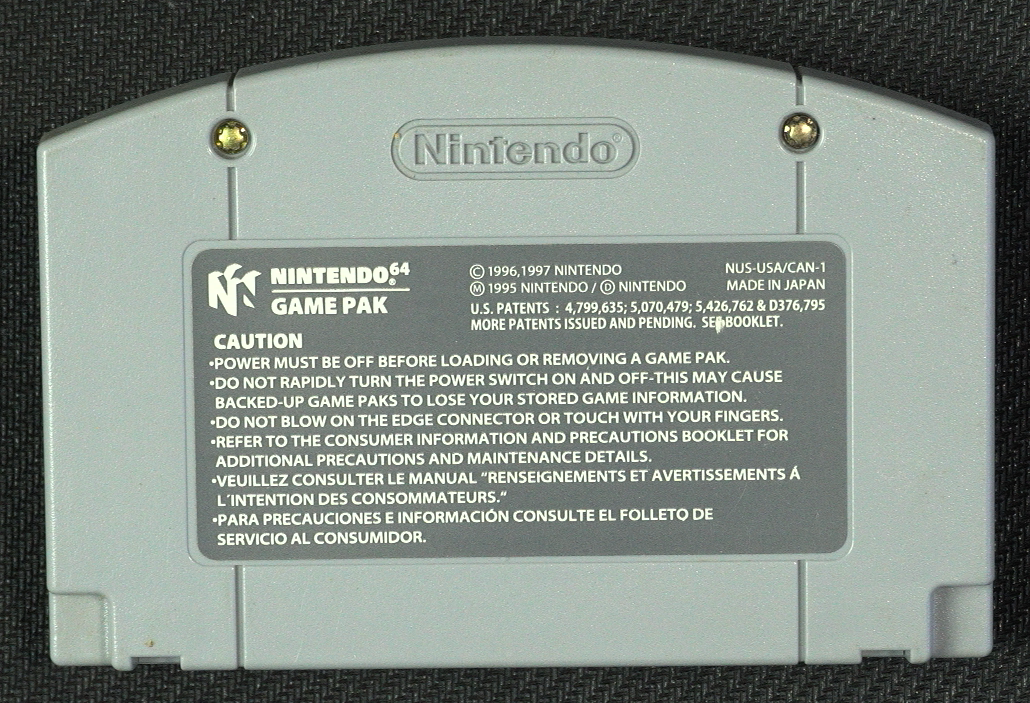 Nintendo®
NINTENDO64®
GAME PAK
© 1996,1997 NINTENDO
Ⓜ 1995 NINTENDO / Ⓓ NINTENDO
NUS-USA/CAN-1
MADE IN JAPAN
U.S. PATENTS : 4,799,635; 5,070,479; 5,426,762 & D376,795
MORE PATENTS ISSUED AND PENDING. SEE BOOKLET.
CAUTION
•POWER MUST BE OFF BEFORE LOADING OR REMOVING A GAME PAK.
•DO NOT RAPIDLY TURN THE POWER SWITCH ON AND OFF-THIS MAY CAUSE
BACKED-UP GAME PAKS TO LOSE YOUR STORED GAME INFORMATION.
•DO NOT BLOW ON THE EDGE CONNECTOR OR TOUCH WITH YOUR FINGERS.
•REFER TO THE CONSUMER INFORMATION AND PRECAUTIONS BOOKLET FOR
ADDITIONAL PRECAUTIONS AND MAINTENANCE DETAILS.
•VEUILLEZ CONSULTER LE MANUAL "RENSEIGNEMENTS ET AVERTISSEMENTS Á
L'INTENTION DES CONSOMMATEURS."
•PARA PRECAUCIONES E INFORMACIÓN CONSULTE EL FOLLETO DE
SERVICIO AL CONSUMIDOR.